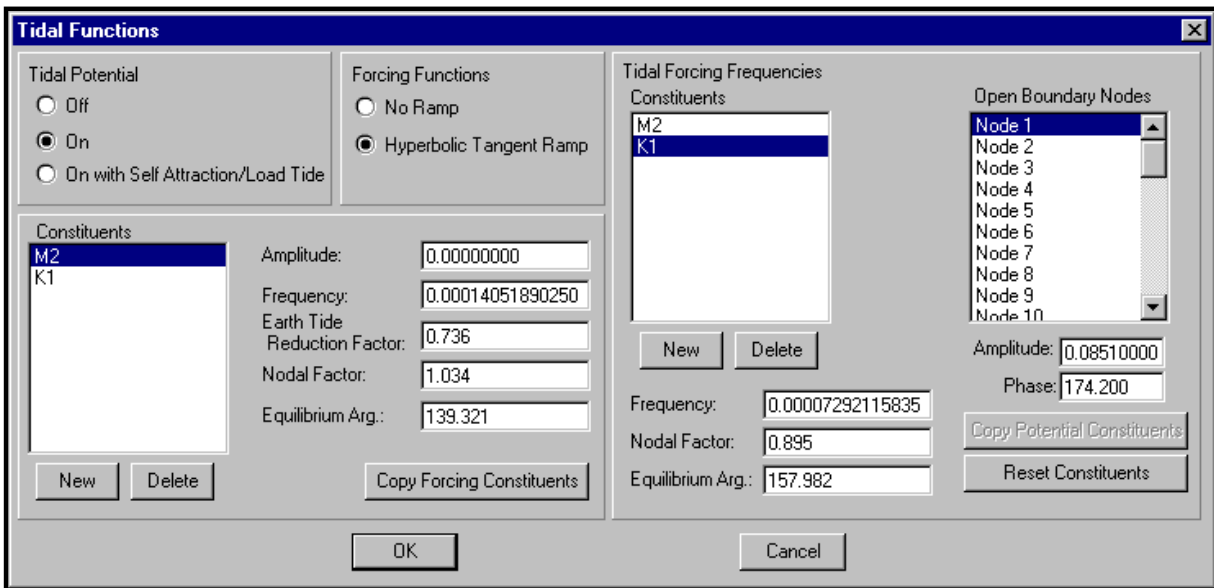 Tidal Functions
Tidal Potential
Off
On
On with Self Attraction/Load Tide
Forcing Functions
No Ramp
Hyperbolic Tangent Ramp
Constituents
M2
K1
Amplitude:
0.00000000
Frequency:
0.00014051890250
Earth Tide
Reduction Factor:
0.736
Nodal Factor:
1.034
Equilibrium Arg.:
139.321
New
Delete
Copy Forcing Constituents
Tidal Forcing Frequencies
Constituents
M2
K1
New
Delete
Frequency:
0.00007292115835
Nodal Factor:
0.895
Equilibrium Arg.:
157.982
Open Boundary Nodes
Node 1
Node 2
Node 3
Node 4
Node 5
Node 6
Node 7
Node 8
Node 9
Node 10
Amplitude:
0.08510000
Phase:
174.200
Copy Potential Constituents
Reset Constituents
OK
Cancel